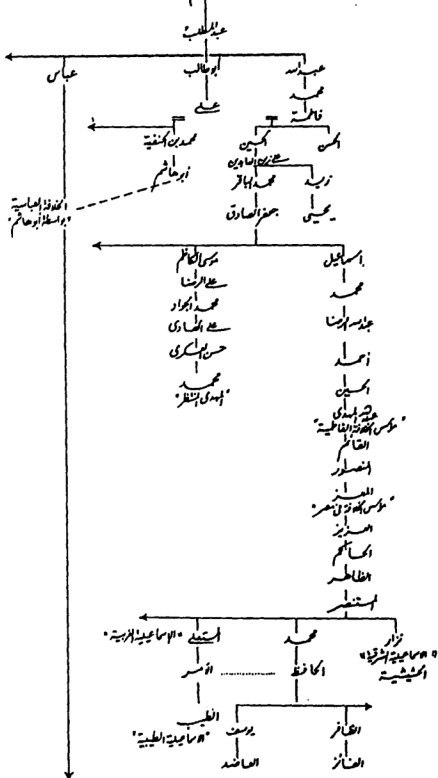 عبد المطلب
عبد الله
أبو طالب
عباس
محمد
فاطمة
علي
الحسن
الحسين
محمد بن الحنفية
علي زين العابدين
أبو هاشم
زيد
محمد الباقر
يحيى
جعفر الصادق
الخلافة العباسية
"بواسطة أبو هاشم"
إسماعيل
موسى الكاظم
محمد
علي الرضا
عبد الله الرضا
محمد الجواد
أحمد
علي الهادي
الحسين
حسن العسكري
محمد
"المهدي المنتظر"
عبيد الله المهدي
"مؤسس الخلافة الفاطمية"
القائم
المنصور
المعز
"مؤسس الخلافة في مصر"
العزيز
الحاكم
الظاهر
المستنصر
نزار
"الإسماعيلية الشرقية"
الحشيشية
محمد
المستعلي "الإسماعيلية الغربية"
الحافظ
الآمر
الظافر
يوسف
الطيب
"الإسماعيلية الطيبية"
الفائز
العاضد